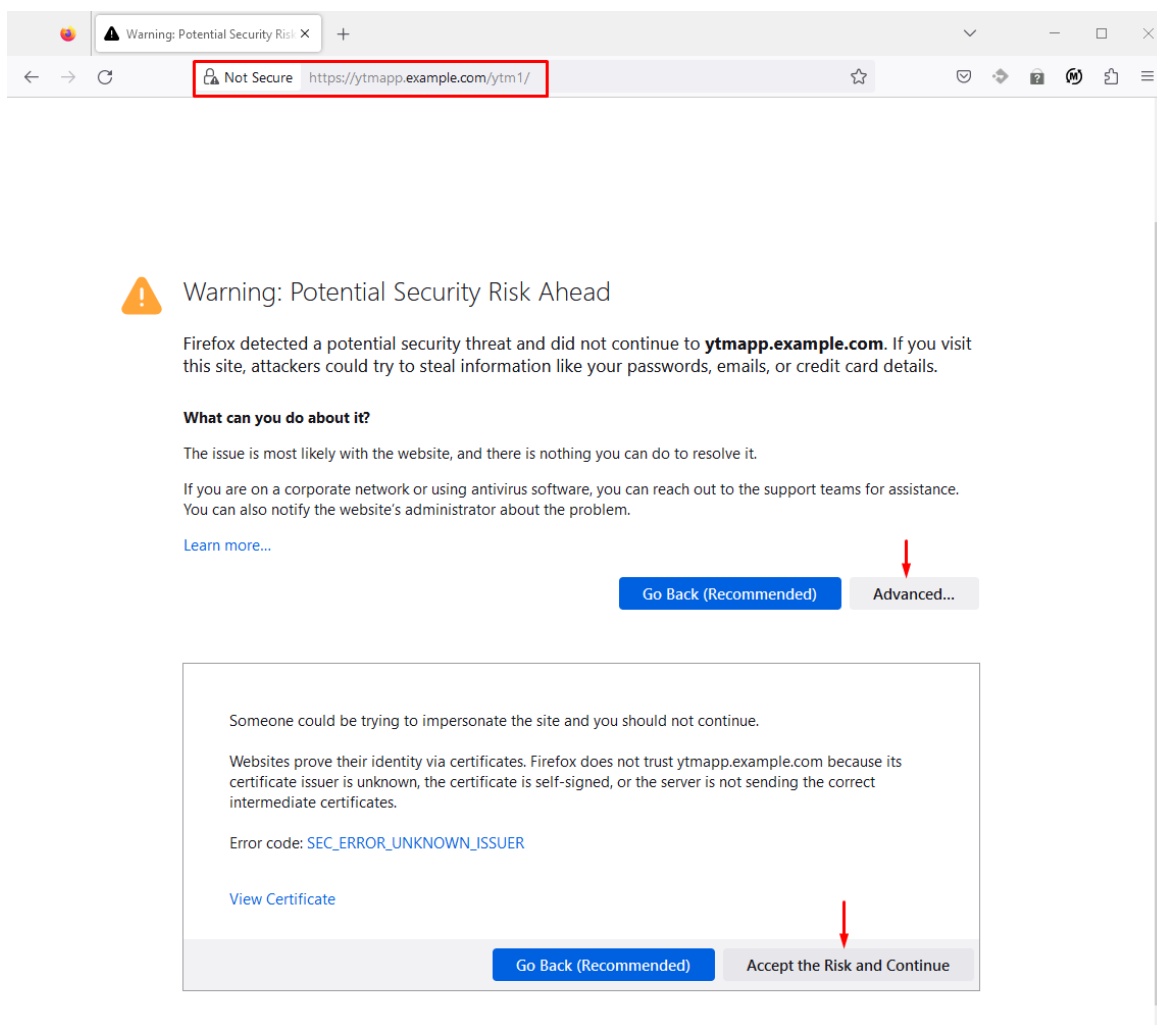 Warning: Potential Security Risk
Not Secure https://ytmapp.example.com/ytm1/
Warning: Potential Security Risk Ahead
Firefox detected a potential security threat and did not continue to ytmapp.example.com. If you visit
this site, attackers could try to steal information like your passwords, emails, or credit card details.
What can you do about it?
The issue is most likely with the website, and there is nothing you can do to resolve it.
If you are on a corporate network or using antivirus software, you can reach out to the support teams for assistance.
You can also notify the website’s administrator about the problem.
Learn more...
Go Back (Recommended) Advanced...
Someone could be trying to impersonate the site and you should not continue.
Websites prove their identity via certificates. Firefox does not trust ytmapp.example.com because its
certificate issuer is unknown, the certificate is self-signed, or the server is not sending the correct
intermediate certificates.
Error code: SEC_ERROR_UNKNOWN_ISSUER
View Certificate
Go Back (Recommended) Accept the Risk and Continue